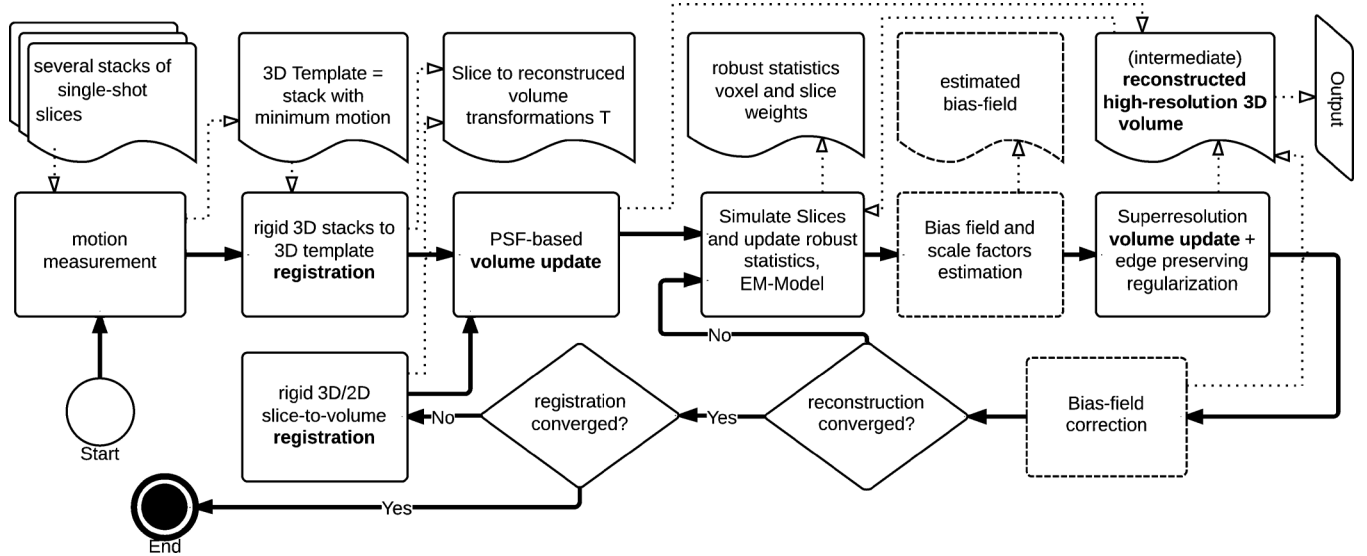 several stacks of
single-shot
slices
3D Template =
stack with
minimum motion
Slice to reconstruced
volume
transformations T
robust statistics
voxel and slice
weights
estimated
bias-field
(intermediate)
reconstructed
high-resolution 3D
volume
Output
motion
measurement
rigid 3D stacks to
3D template
registration
PSF-based
volume update
Simulate Slices
and update robust
statistics,
EM-Model
Bias field and
scale factors
estimation
Superresolution
volume update +
edge preserving
regularization
No
Start
rigid 3D/2D
slice-to-volume
registration
No
registration
converged?
Yes
reconstruction
converged?
Bias-field
correction
Yes
End